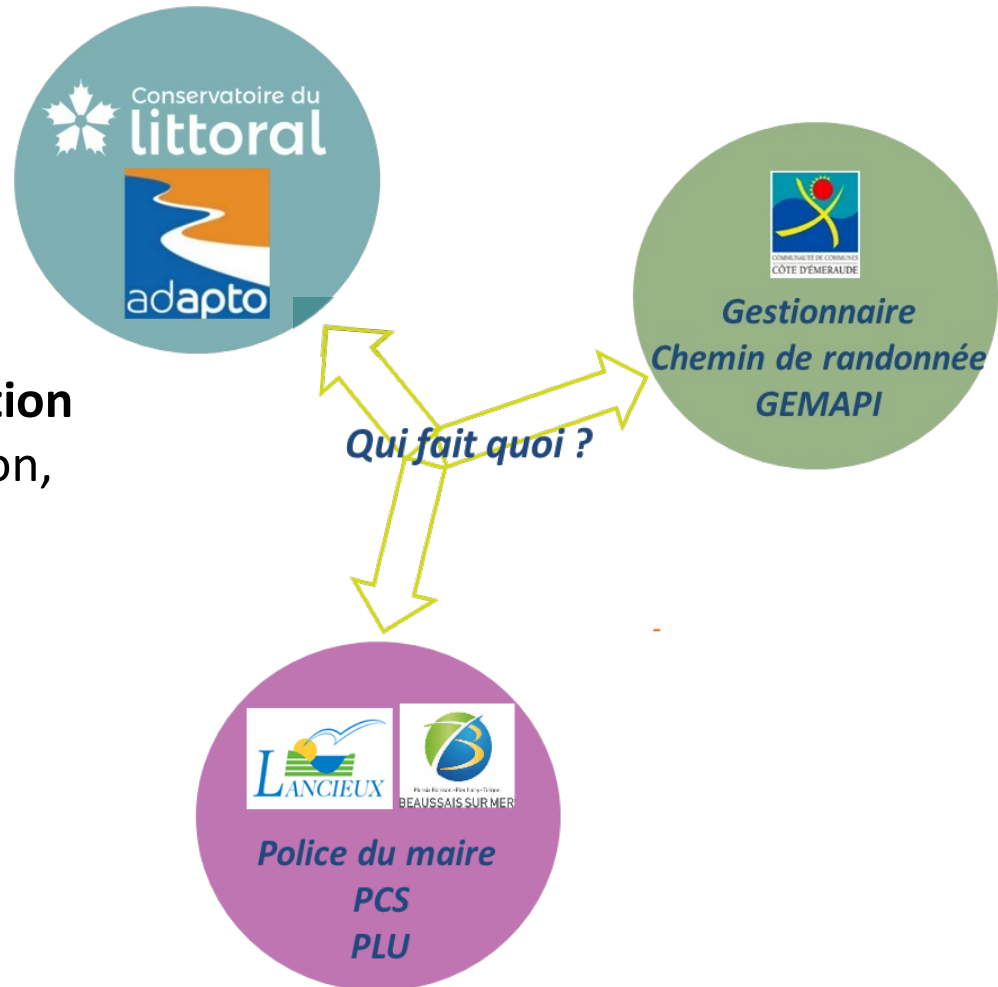 Conservatoire du
littoral
adapto
COMMUNAUTÉ DE COMMUNES
CÔTE D'ÉMERAUDE
Gestionnaire
Chemin de randonnée
GEMAPI
tion
on,
Qui fait quoi ?
LANCIEUX
BEAUSSAIS SUR MER
Police du maire
PCS
PLU